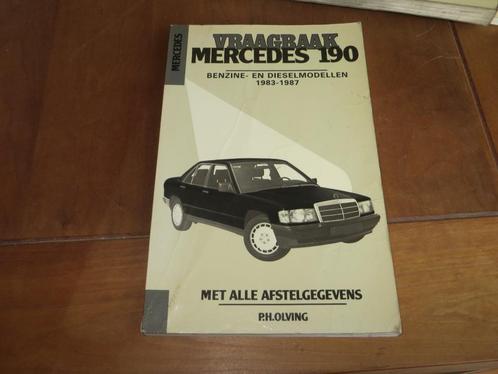 MERCEDES
VRAAGBAAK
MERCEDES 190
BENZINE- EN DIESELMODELLEN
1983-1987
MET ALLE AFSTELGEGEVENS
P.H. OLVING